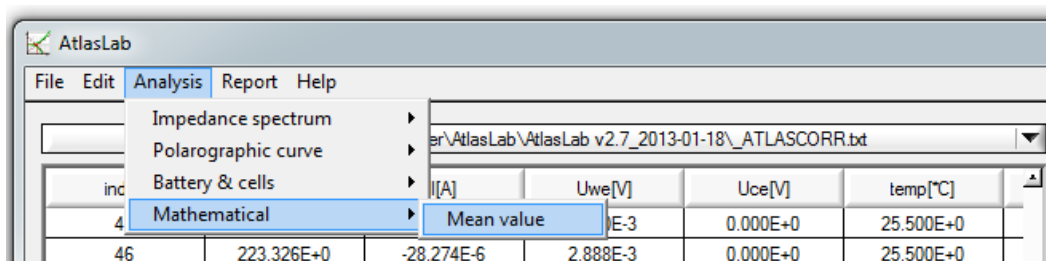 AtlasLab
File Edit Analysis Report Help
Impedance spectrum
er\AtlasLab\AtlasLab v2.7_2013-01-18\_ATLASCORR.txt
Polarographic curve
Battery & cells
I[A] Uwe[V] Uce[V] temp[°C]
Mathematical
Mean value
0.000E+0 25.500E+0
46 223.326E+0 -28.274E-6 2.888E-3 0.000E+0 25.500E+0